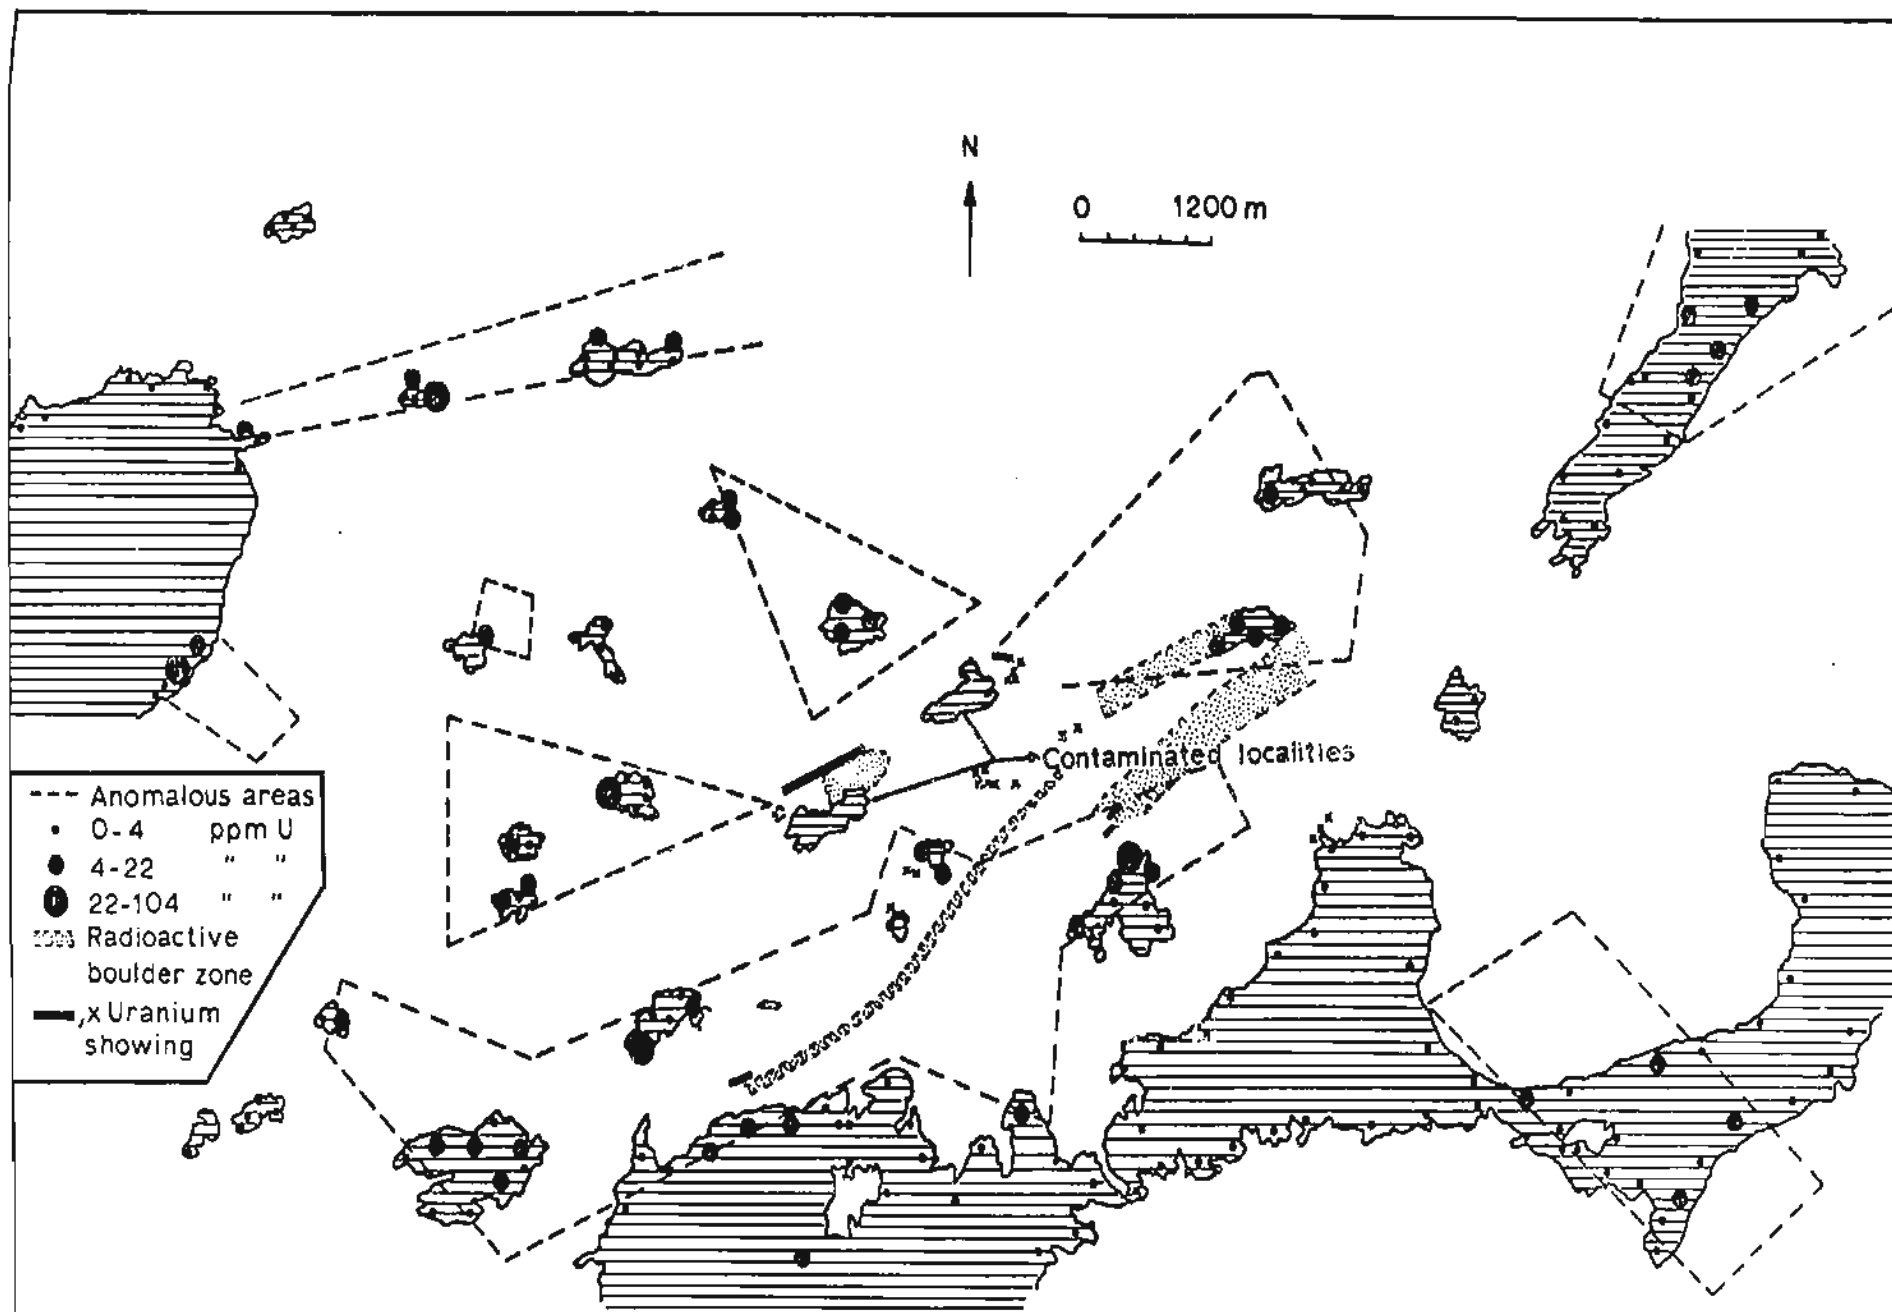 N
0 1200 m
Contaminated localities
Anomalous areas
0-4 ppm U
4-22 " "
22-104 " "
Radioactive
boulder zone
,x Uranium
showing